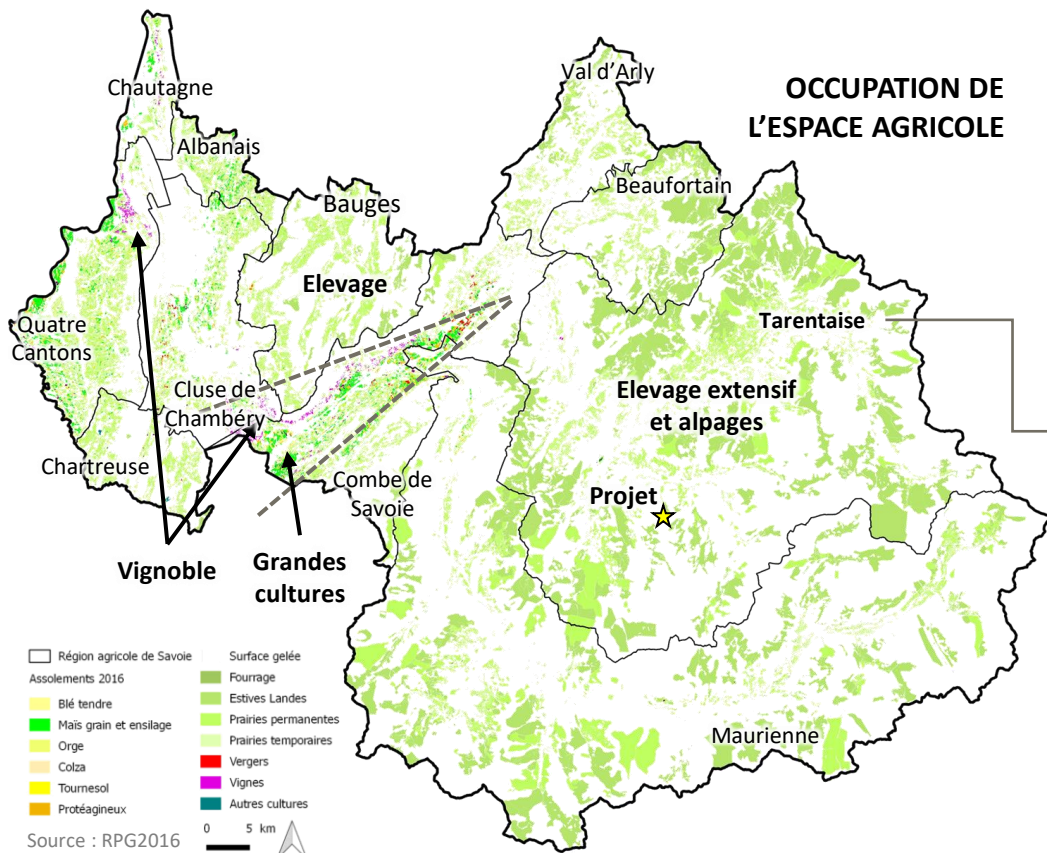 OCCUPATION DE
L'ESPACE AGRICOLE
Val d'Arly
Chautagne
Albanais
Beaufortain
Bauges
Elevage
Tarentaise
Quatre
Cantons
Cluse de
Chambéry
Elevage extensif
et alpages
Chartreuse
Combe de
Savoie
Projet
Vignoble
Grandes
cultures
Maurienne
Région agricole de Savoie
Assolements 2016
Blé tendre
Maïs grain et ensilage
Orge
Colza
Tournesol
Protéagineux
Surface gelée
Fourrage
Estives Landes
Prairies permanentes
Prairies temporaires
Vergers
Vignes
Autres cultures
0 5 km
Source : RPG2016